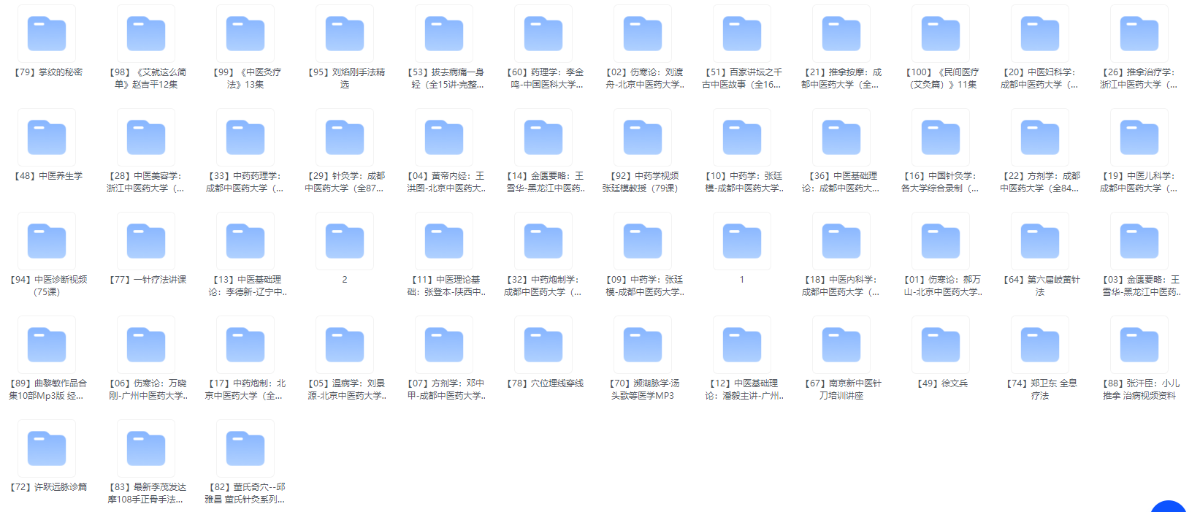 【79】掌纹的秘密
【98】《艾就这么简
单》赵言平12集
【99】《中医灸疗
法》13集
【95】刘焰刚手法精
选
【53】拔去病痛一身
轻（全15讲-完整...
【60】药理学：李金
鸣-中国医科大学...
【02】伤寒论：刘渡
舟-北京中医药大学..
【51】百家讲坛之千
古中医故事（全16...
【21】推拿按摩：成
都中医药大学（全...
【100】《民间医疗
(艾灸篇）》11集
【20】中医妇科学：
成都中医药大学（...
【26】推拿治疗学：
浙江中医药大学（...
【48】中医养生学
【28】中医美容学：
浙江中医药大学（...
【33】中药药理学：
成都中医药大学（...
【29】针灸学：成都
中医药大学（全87...
【04】黄帝内经：王
洪图-北京中医药大..
【14】金匮要略：王
雪华-黑龙江中医药..
【92】中药学视频
张廷模教授（79课）
【10】中药学：张廷
模-成都中医药大学..
【36】中医基础理
论：成都中医药大...
【16】中国针灸学：
各大学综合录制（...
【22】方剂学：成都
中医药大学（全84...
【19】中医儿科学：
成都中医药大学（...
【94】中医诊断视频
（75课）
【77】一针疗法讲课
【13】中医基础理
论：李德新-辽宁中..
2
【11】中医理论基
础：张登本-陕西中..
【32】中药炮制学：
成都中医药大学（...
【09】中药学：张廷
模-成都中医药大学..
1
【18】中医内科学：
成都中医药大学（...
【01】伤寒论：郝万
山-北京中医药大学..
【64】第六届岐黄针
法
【03】金匮要略：王
雪华-黑龙江中医药..
【89】曲黎敏作品合
集10部Mp3版 经...
【06】伤寒论：万晓
刚-广州中医药大学..
【17】中药炮制：北
京中医药大学（全...
【05】温病学：刘景
源-北京中医药大学..
【07】方剂学：邓中
甲-成都中医药大学..
【78】穴位埋线穿线
【70】濒湖脉学-汤
头歌等医学MP3
【12】中医基础理
论：潘毅主讲-广州..
【67】南京新中医针
刀培训讲座
【49】徐文兵
【74】郑卫东 全息
疗法
【88】张汗臣：小儿
推拿 治病视频资料
【72】许跃远脉诊篇
【83】最新李茂发达
摩108手正骨手法...
【82】董氏奇穴--邱
雅昌 董氏针灸系列...